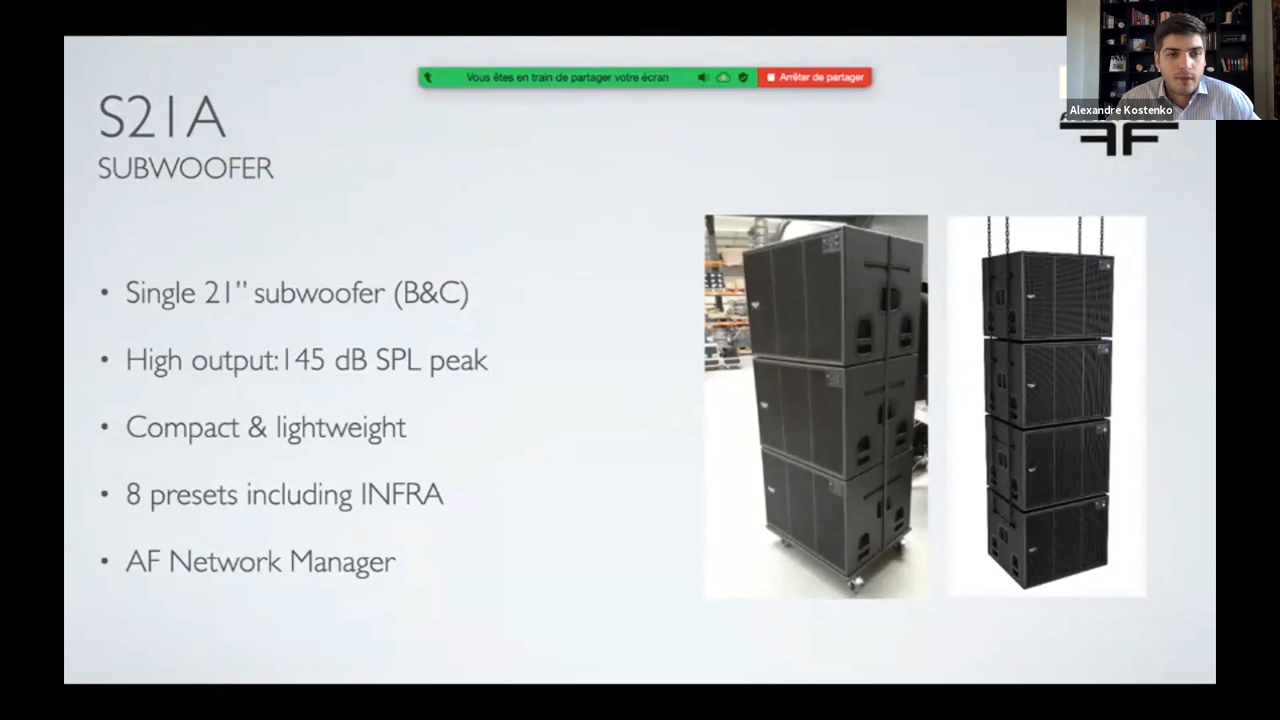 Vous êtes en train de partager votre écran
Arrêter de partager
Alexandre Kostenko
S21A
SUBWOOFER
• Single 21” subwoofer (B&C)
• High output:145 dB SPL peak
• Compact & lightweight
• 8 presets including INFRA
• AF Network Manager